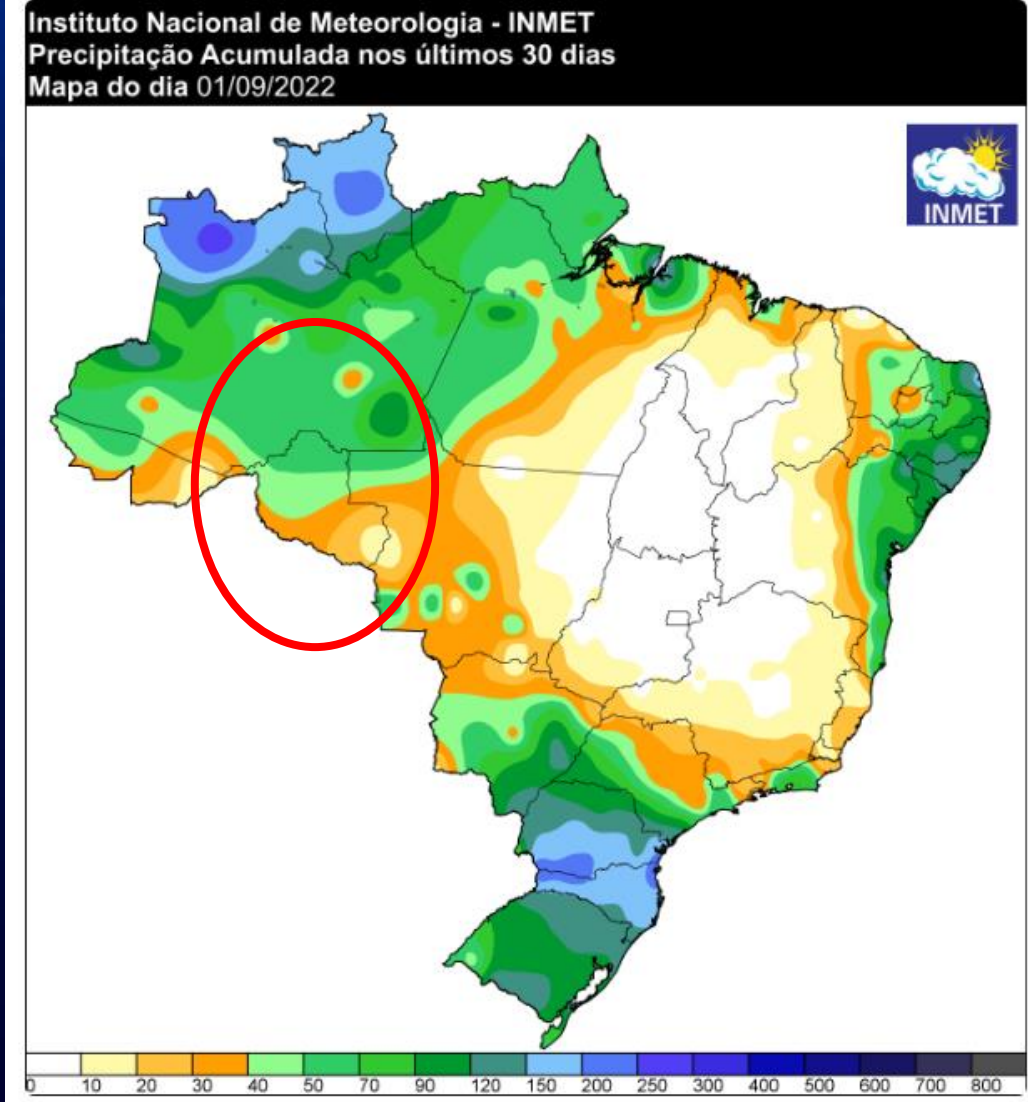 Instituto Nacional de Meteorologia - INMET
Precipitação Acumulada nos últimos 30 dias
Mapa do dia 01/09/2022
INMET
0 10 20 30 40 50 70 90 120 150 200 250 300 400 500 600 700 800